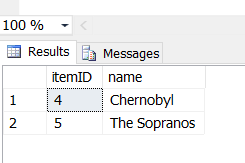 100 %
Results Messages
itemID name
1 4 Chernobyl
2 5 The Sopranos